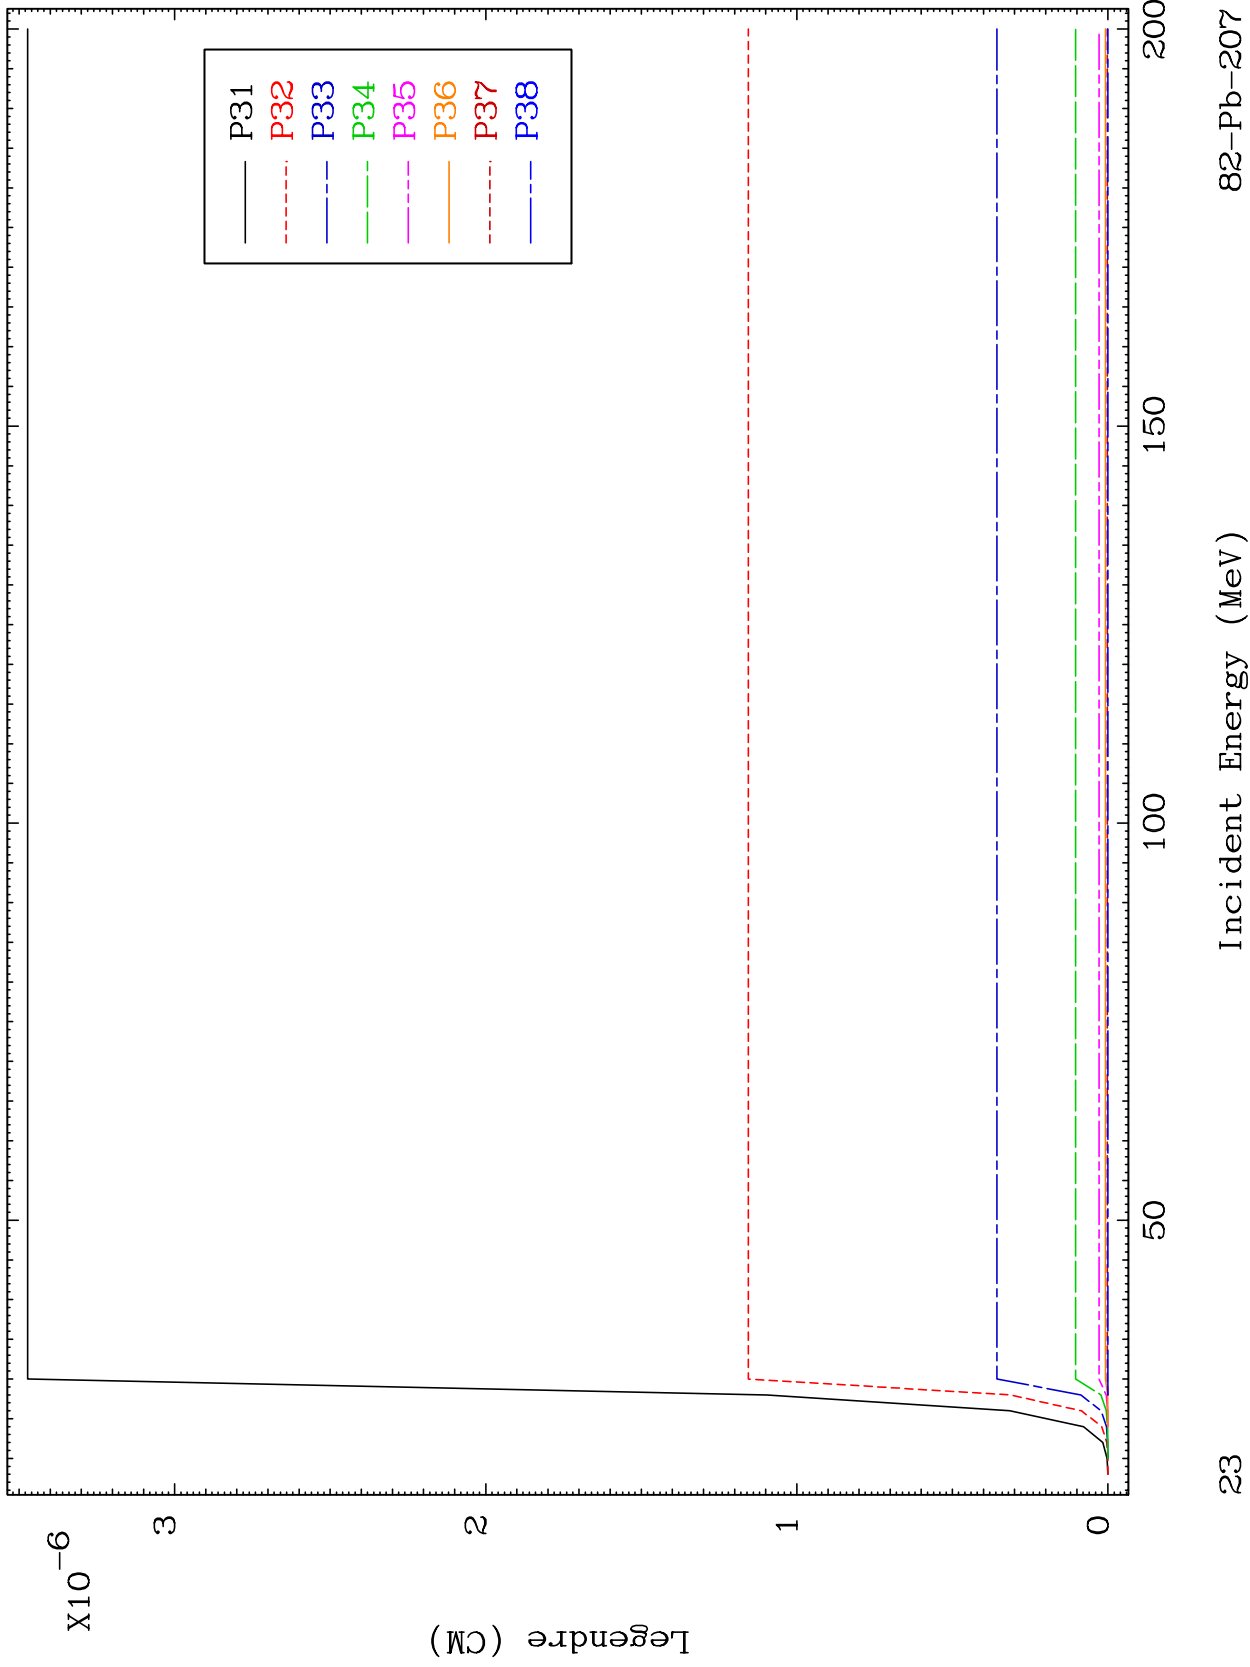 X10-6
3
2
1
0
Legendre (CM)
P31
P32
P33
P34
P35
P36
P37
P38
50
100
150
200
23
Incident Energy (MeV)
82-Pb-207